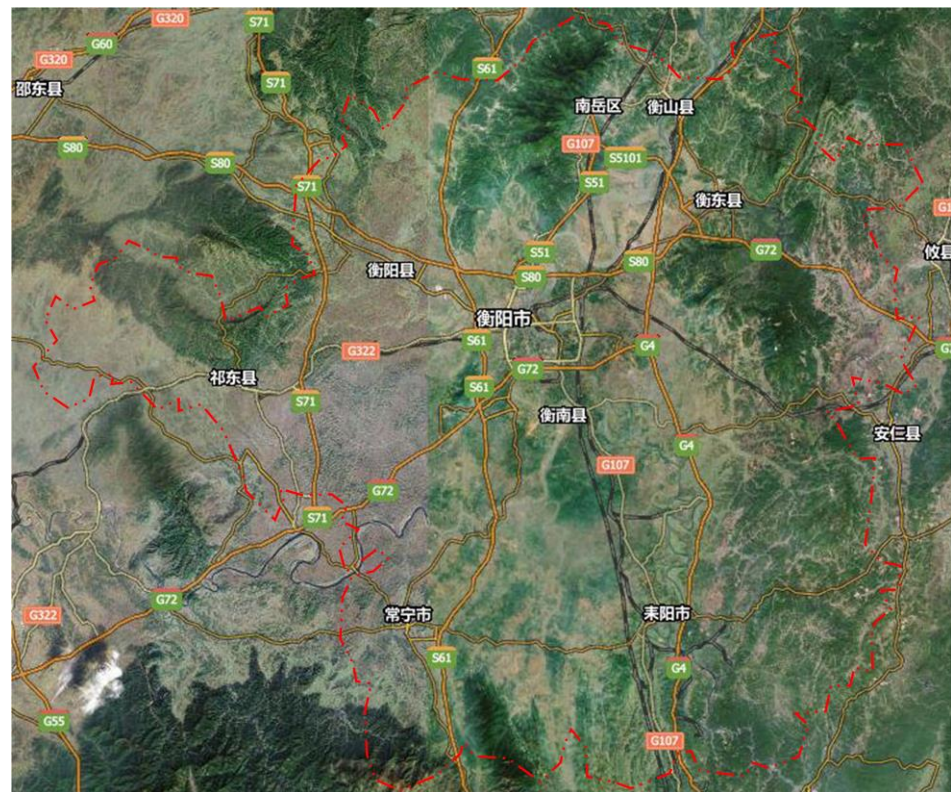 G320
S71
G60
G320
S61
S71
邵东县
南岳区
衡山县
G107
S80
S80
S5101
S71
S51
衡东县
S51
G72
攸县
衡阳县
S80
S80
衡阳市
S61
G4
G322
G72
祁东县
S61
S71
衡南县
安仁县
G4
G107
G72
S71
G72
G322
常宁市
耒阳市
S61
G4
G55
G107